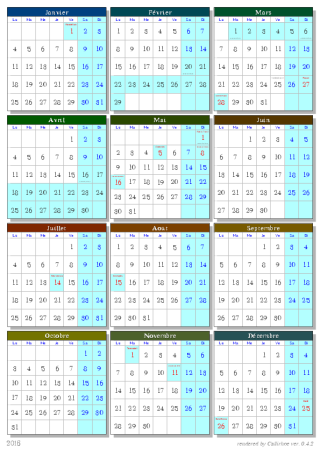 Janvier
Lu Ma Me Je Ve Sa Di
1 2 3
4 5 6 7 8 9 10
11 12 13 14 15 16 17
18 19 20 21 22 23 24
25 26 27 28 29 30 31
Février
Lu Ma Me Je Ve Sa Di
1 2 3 4 5 6 7
8 9 10 11 12 13 14
15 16 17 18 19 20 21
22 23 24 25 26 27 28
29
Mars
Lu Ma Me Je Ve Sa Di
1 2 3 4 5 6
7 8 9 10 11 12 13
14 15 16 17 18 19 20
21 22 23 24 25 26 27
28 29 30 31
Avril
Lu Ma Me Je Ve Sa Di
1 2 3
4 5 6 7 8 9 10
11 12 13 14 15 16 17
18 19 20 21 22 23 24
25 26 27 28 29 30
Mai
Lu Ma Me Je Ve Sa Di
1
2 3 4 5 6 7 8
9 10 11 12 13 14 15
16 17 18 19 20 21 22
23 24 25 26 27 28 29
30 31
Juin
Lu Ma Me Je Ve Sa Di
1 2 3 4 5
6 7 8 9 10 11 12
13 14 15 16 17 18 19
20 21 22 23 24 25 26
27 28 29 30
Juillet
Lu Ma Me Je Ve Sa Di
1 2 3
4 5 6 7 8 9 10
11 12 13 14 15 16 17
18 19 20 21 22 23 24
25 26 27 28 29 30 31
Aout
Lu Ma Me Je Ve Sa Di
1 2 3 4 5 6 7
8 9 10 11 12 13 14
15 16 17 18 19 20 21
22 23 24 25 26 27 28
29 30 31
Septembre
Lu Ma Me Je Ve Sa Di
1 2 3 4
5 6 7 8 9 10 11
12 13 14 15 16 17 18
19 20 21 22 23 24 25
26 27 28 29 30
Octobre
Lu Ma Me Je Ve Sa Di
1 2
3 4 5 6 7 8 9
10 11 12 13 14 15 16
17 18 19 20 21 22 23
24 25 26 27 28 29 30
31
Novembre
Lu Ma Me Je Ve Sa Di
1 2 3 4 5 6
7 8 9 10 11 12 13
14 15 16 17 18 19 20
21 22 23 24 25 26 27
28 29 30
Décembre
Lu Ma Me Je Ve Sa Di
1 2 3 4
5 6 7 8 9 10 11
12 13 14 15 16 17 18
19 20 21 22 23 24 25
26 27 28 29 30 31
2016
rendered by Calirhoe ver. 0.4.2